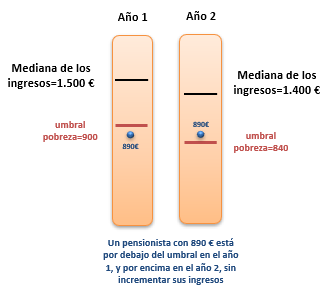 Año 1
Año 2
Mediana de los
ingresos=1.500 €
Mediana de los
ingresos=1.400 €
umbral
pobreza=900
890€
890€
umbral
pobreza=840
Un pensionista con 890 € está
por debajo del umbral en el año
1, y por encima en el año 2, sin
incrementar sus ingresos